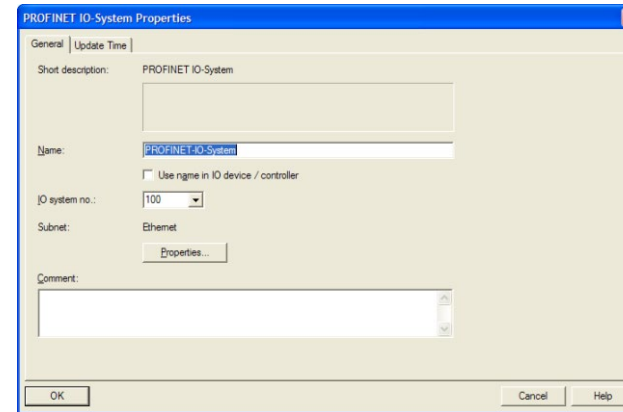 PROFINET IO-System Properties
General Update Time
Short description: PROFINET IO-System
Name: PROFINET-IO-System
Use name in IO device / controller
IO system no.: 100
Subnet: Ethernet
Properties...
Comment:
OK Cancel Help